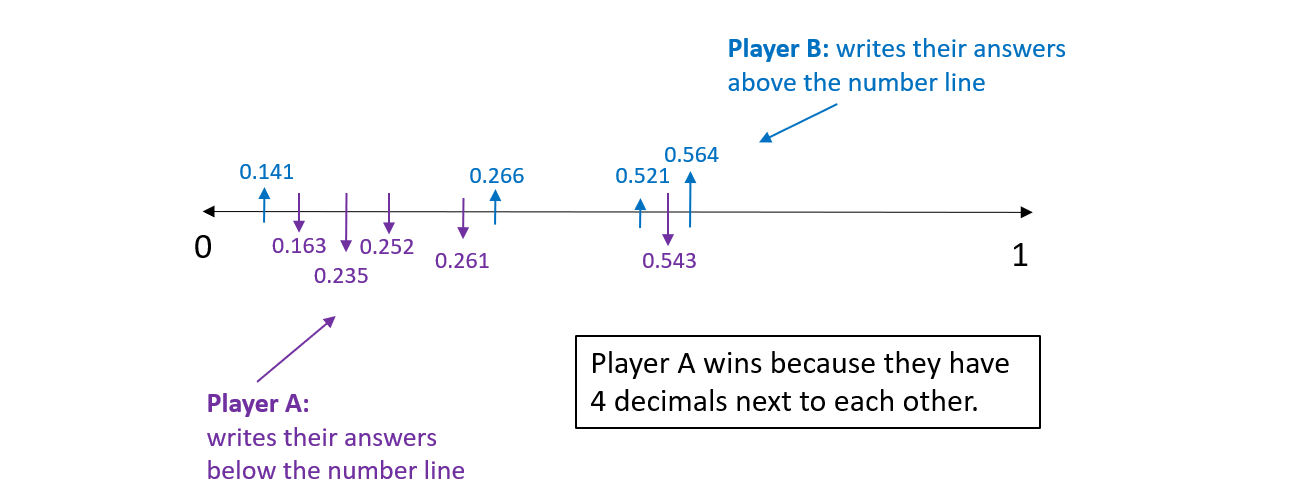 Player B: writes their answers
above the number line
0.564
0.141
0.266
0.521
0
0.163
0.252
0.261
0.543
1
0.235
Player A wins because they have
4 decimals next to each other.
Player A:
writes their answers
below the number line